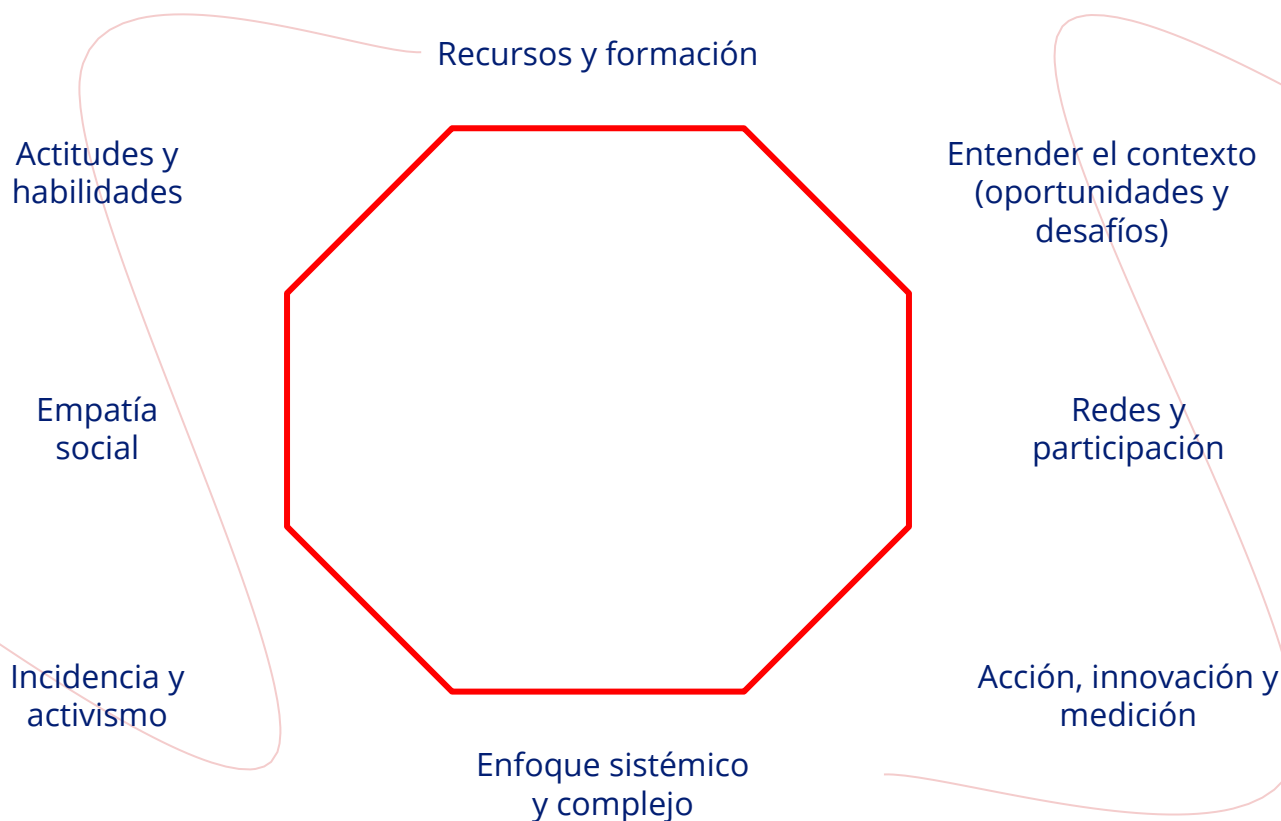 Recursos y formación
Actitudes y
habilidades
Entender el contexto
(oportunidades y
desafíos)
Empatía
social
Redes y
participación
Incidencia y
activismo
Acción, innovación y
medición
Enfoque sistémico
y complejo